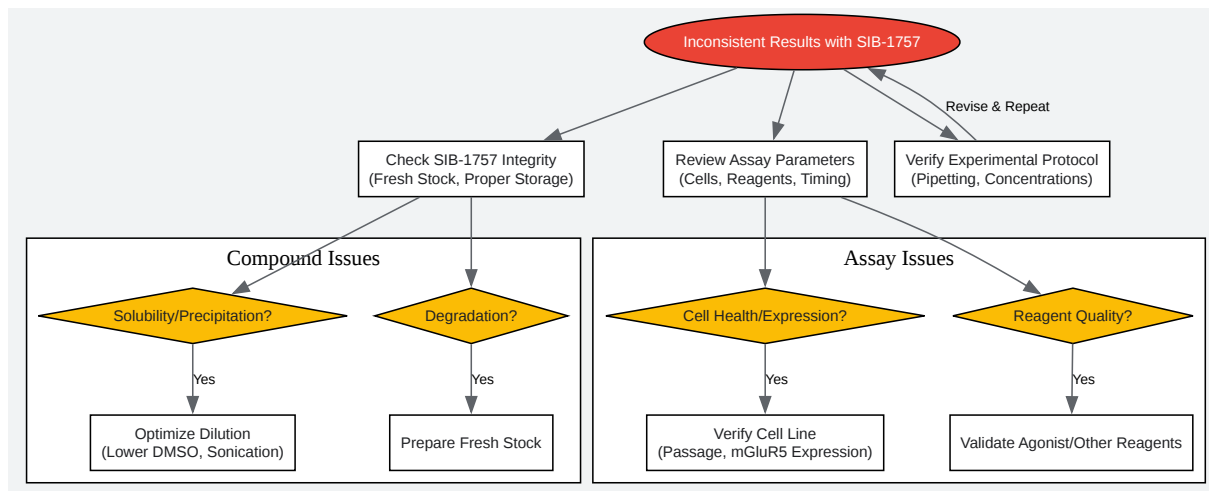 Inconsistent Results with SIB-1757
Revise & Repeat
Check SIB-1757 Integrity
(Fresh Stock, Proper Storage)
Review Assay Parameters
(Cells, Reagents, Timing)
Verify Experimental Protocol
(Pipetting, Concentrations)
Compound Issues
Solubility/Precipitation?
Degradation?
Yes
Yes
Optimize Dilution
(Lower DMSO, Sonication)
Prepare Fresh Stock
Assay Issues
Cell Health/Expression?
Reagent Quality?
Yes
Yes
Verify Cell Line
(Passage, mGluR5 Expression)
Validate Agonist/Other Reagents